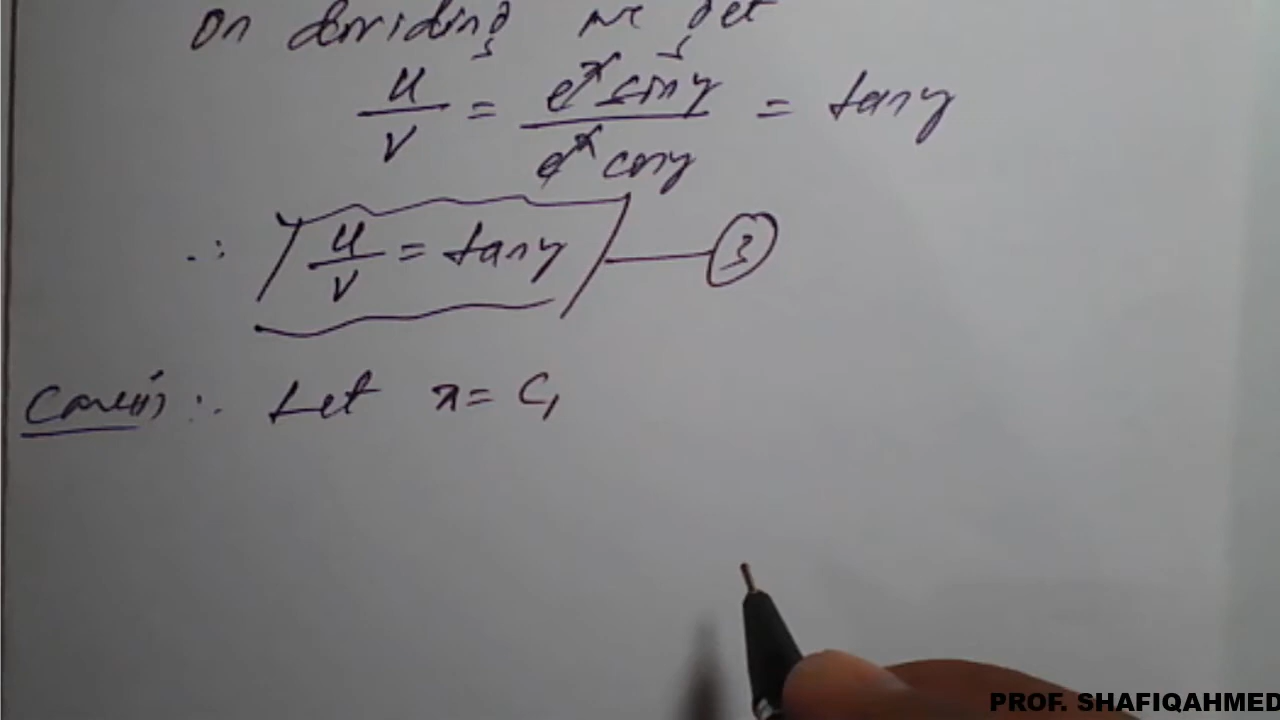 On dividing we get
u/v = e^x sin y / e^x cos y = tan y
∴ u/v = tan y — ③
Case(i) :. Let x = C₁
PROF. SHAFIQAHMED